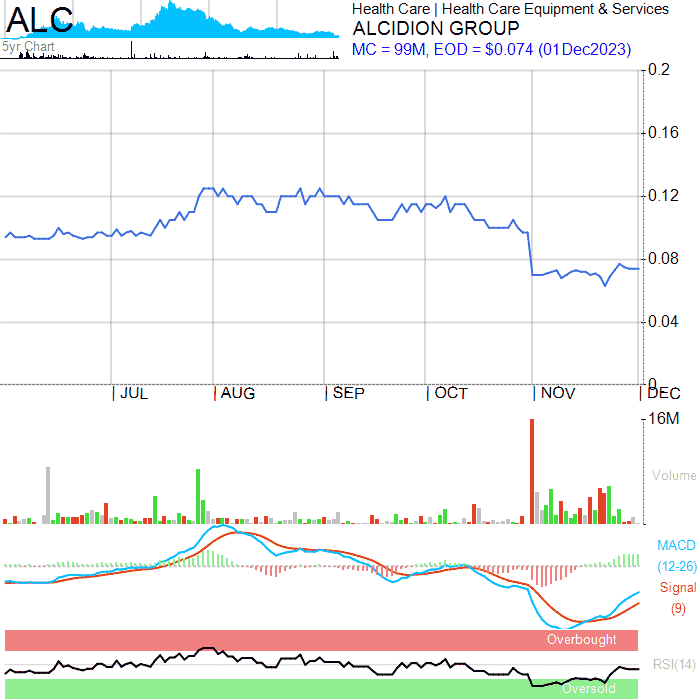 ALC
Health Care | Health Care Equipment & Services
ALCIDION GROUP
MC = 99M, EOD = $0.074 (01Dec2023)
5yr Chart
0.2
0.16
0.12
0.08
0.04
0
| JUL | AUG | SEP | OCT | NOV | DEC
16M
Volume
MACD
(12-26)
Signal
(9)
Overbought
RSI(14)
Oversold